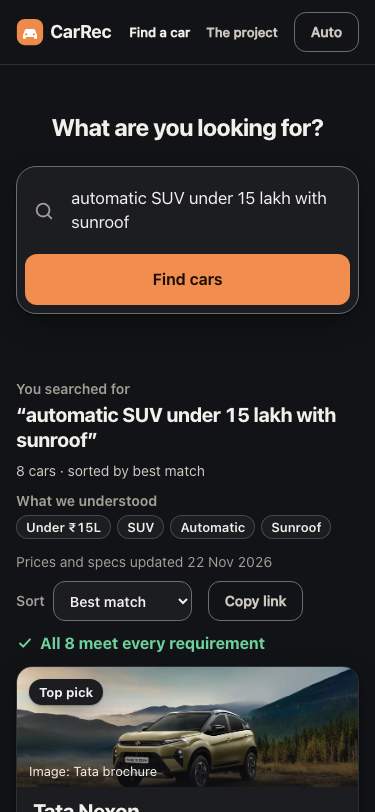 CarRec Find a car The project Auto
What are you looking for?
automatic SUV under 15 lakh with
sunroof
Find cars
You searched for
“automatic SUV under 15 lakh with
sunroof”
8 cars · sorted by best match
What we understood
Under ₹15L SUV Automatic Sunroof
Prices and specs updated 22 Nov 2026
Sort Best match Copy link
All 8 meet every requirement
Top pick
Image: Tata brochure
Tata Nexon